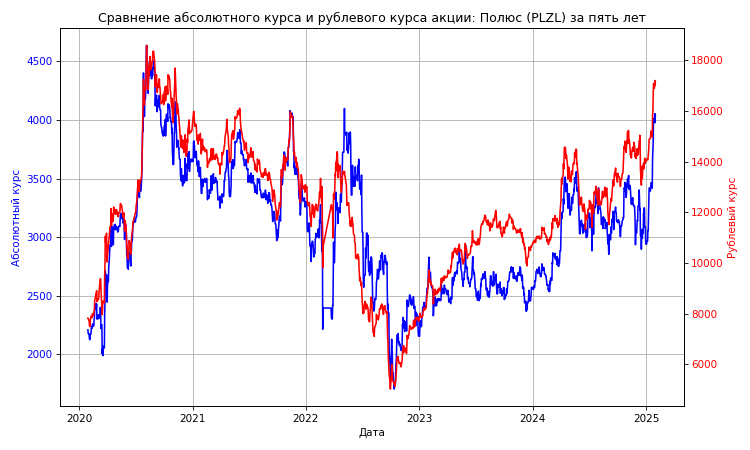 Сравнение абсолютного курса и рублевого курса акции: Полюс (PLZL) за пять лет
4500
4000
3500
3000
2500
2000
Абсолютный курс
18000
16000
14000
12000
10000
8000
6000
Рублевый курс
2020 2021 2022 2023 2024 2025
Дата